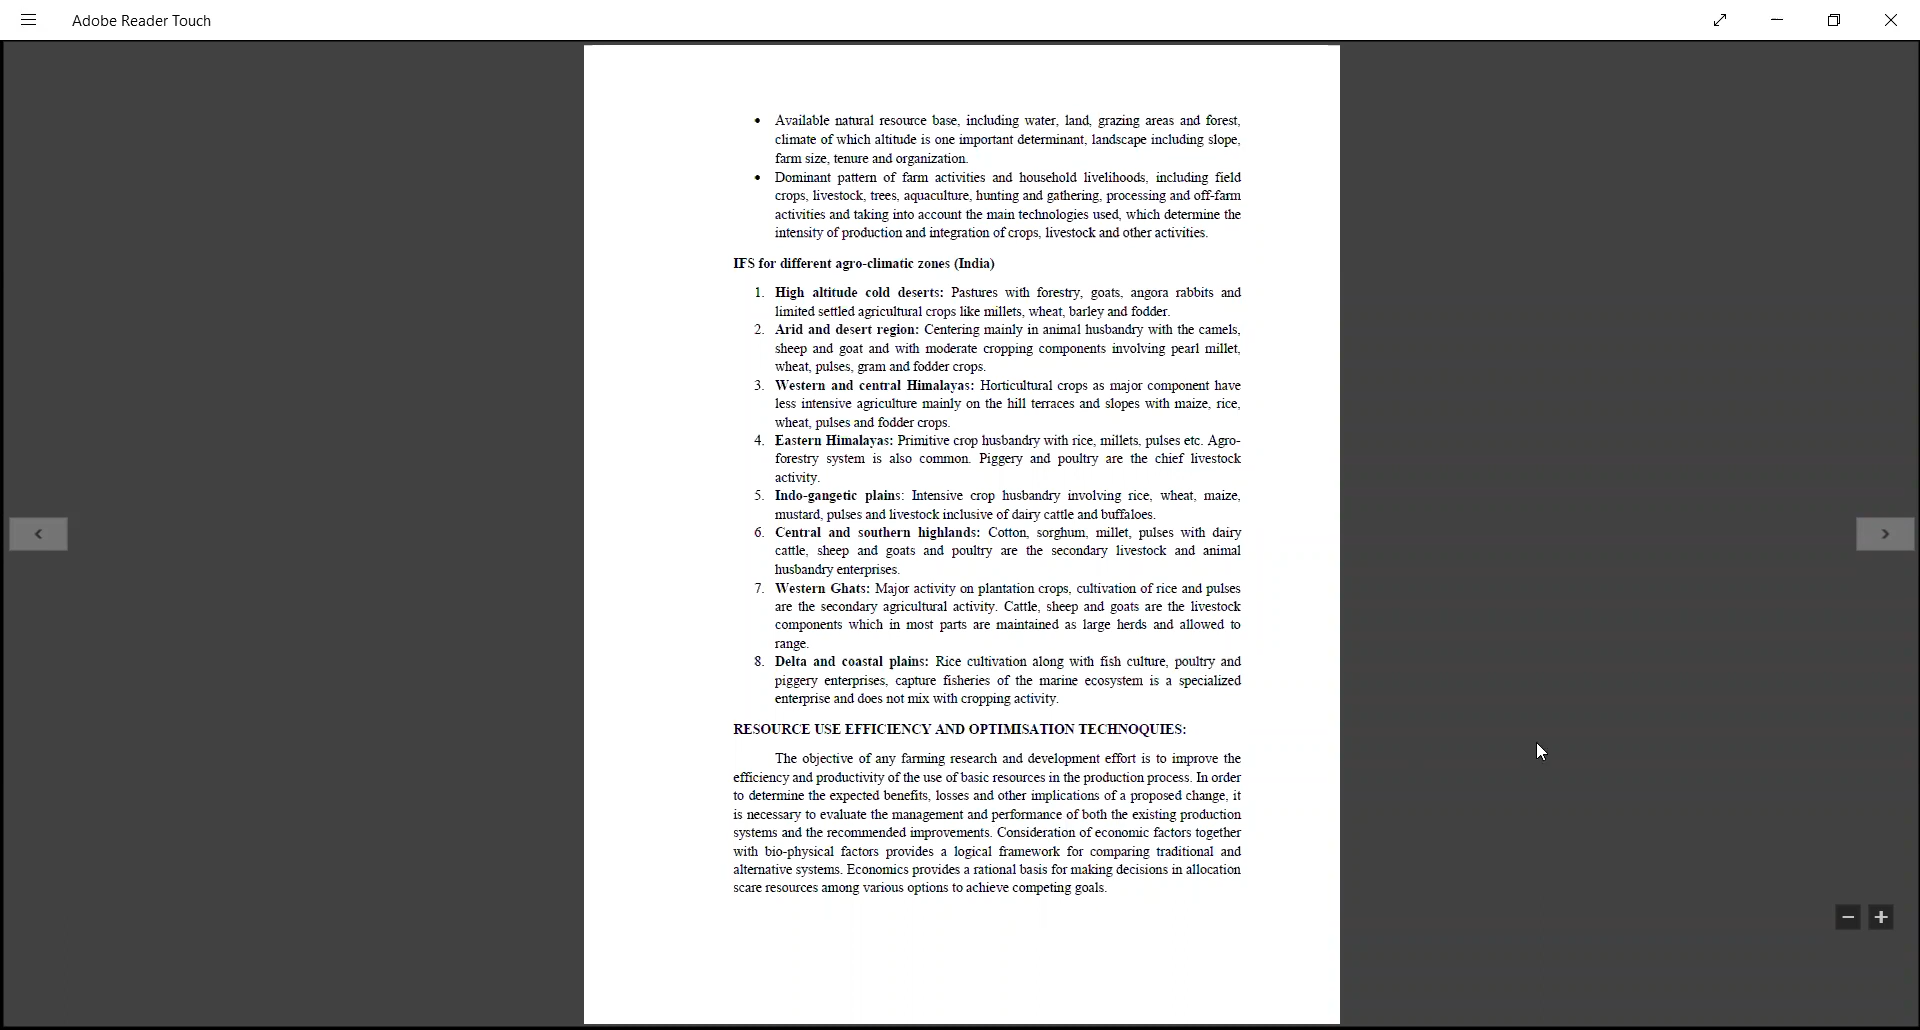 Adobe Reader Touch
• Available natural resource base, including water, land, grazing areas and forest,
climate of which altitude is one important determinant, landscape including slope,
farm size, tenure and organization.
• Dominant pattern of farm activities and household livelihoods, including field
crops, livestock, trees, aquaculture, hunting and gathering, processing and off-farm
activities and taking into account the main technologies used, which determine the
intensity of production and integration of crops, livestock and other activities.
IFS for different agro-climatic zones (India)
1. High altitude cold deserts: Pastures with forestry, goats, angora rabbits and
limited settled agricultural crops like millets, wheat, barley and fodder.
2. Arid and desert region: Centering mainly in animal husbandry with the camels,
sheep and goat and with moderate cropping components involving pearl millet,
wheat, pulses, gram and fodder crops.
3. Western and central Himalayas: Horticultural crops as major component have
less intensive agriculture mainly on the hill terraces and slopes with maize, rice,
wheat, pulses and fodder crops.
4. Eastern Himalayas: Primitive crop husbandry with rice, millets, pulses etc. Agro-
forestry system is also common. Piggery and poultry are the chief livestock
activity.
5. Indo-gangetic plains: Intensive crop husbandry involving rice, wheat, maize,
mustard, pulses and livestock inclusive of dairy cattle and buffaloes.
6. Central and southern highlands: Cotton, sorghum, millet, pulses with dairy
cattle, sheep and goats and poultry are the secondary livestock and animal
husbandry enterprises.
7. Western Ghats: Major activity on plantation crops, cultivation of rice and pulses
are the secondary agricultural activity. Cattle, sheep and goats are the livestock
components which in most parts are maintained as large herds and allowed to
range.
8. Delta and coastal plains: Rice cultivation along with fish culture, poultry and
piggery enterprises, capture fisheries of the marine ecosystem is a specialized
enterprise and does not mix with cropping activity.
RESOURCE USE EFFICIENCY AND OPTIMISATION TECHNOQUIES:
The objective of any farming research and development effort is to improve the
efficiency and productivity of the use of basic resources in the production process. In order
to determine the expected benefits, losses and other implications of a proposed change, it
is necessary to evaluate the management and performance of both the existing production
systems and the recommended improvements. Consideration of economic factors together
with bio-physical factors provides a logical framework for comparing traditional and
alternative systems. Economics provides a rational basis for making decisions in allocation
scare resources among various options to achieve competing goals.